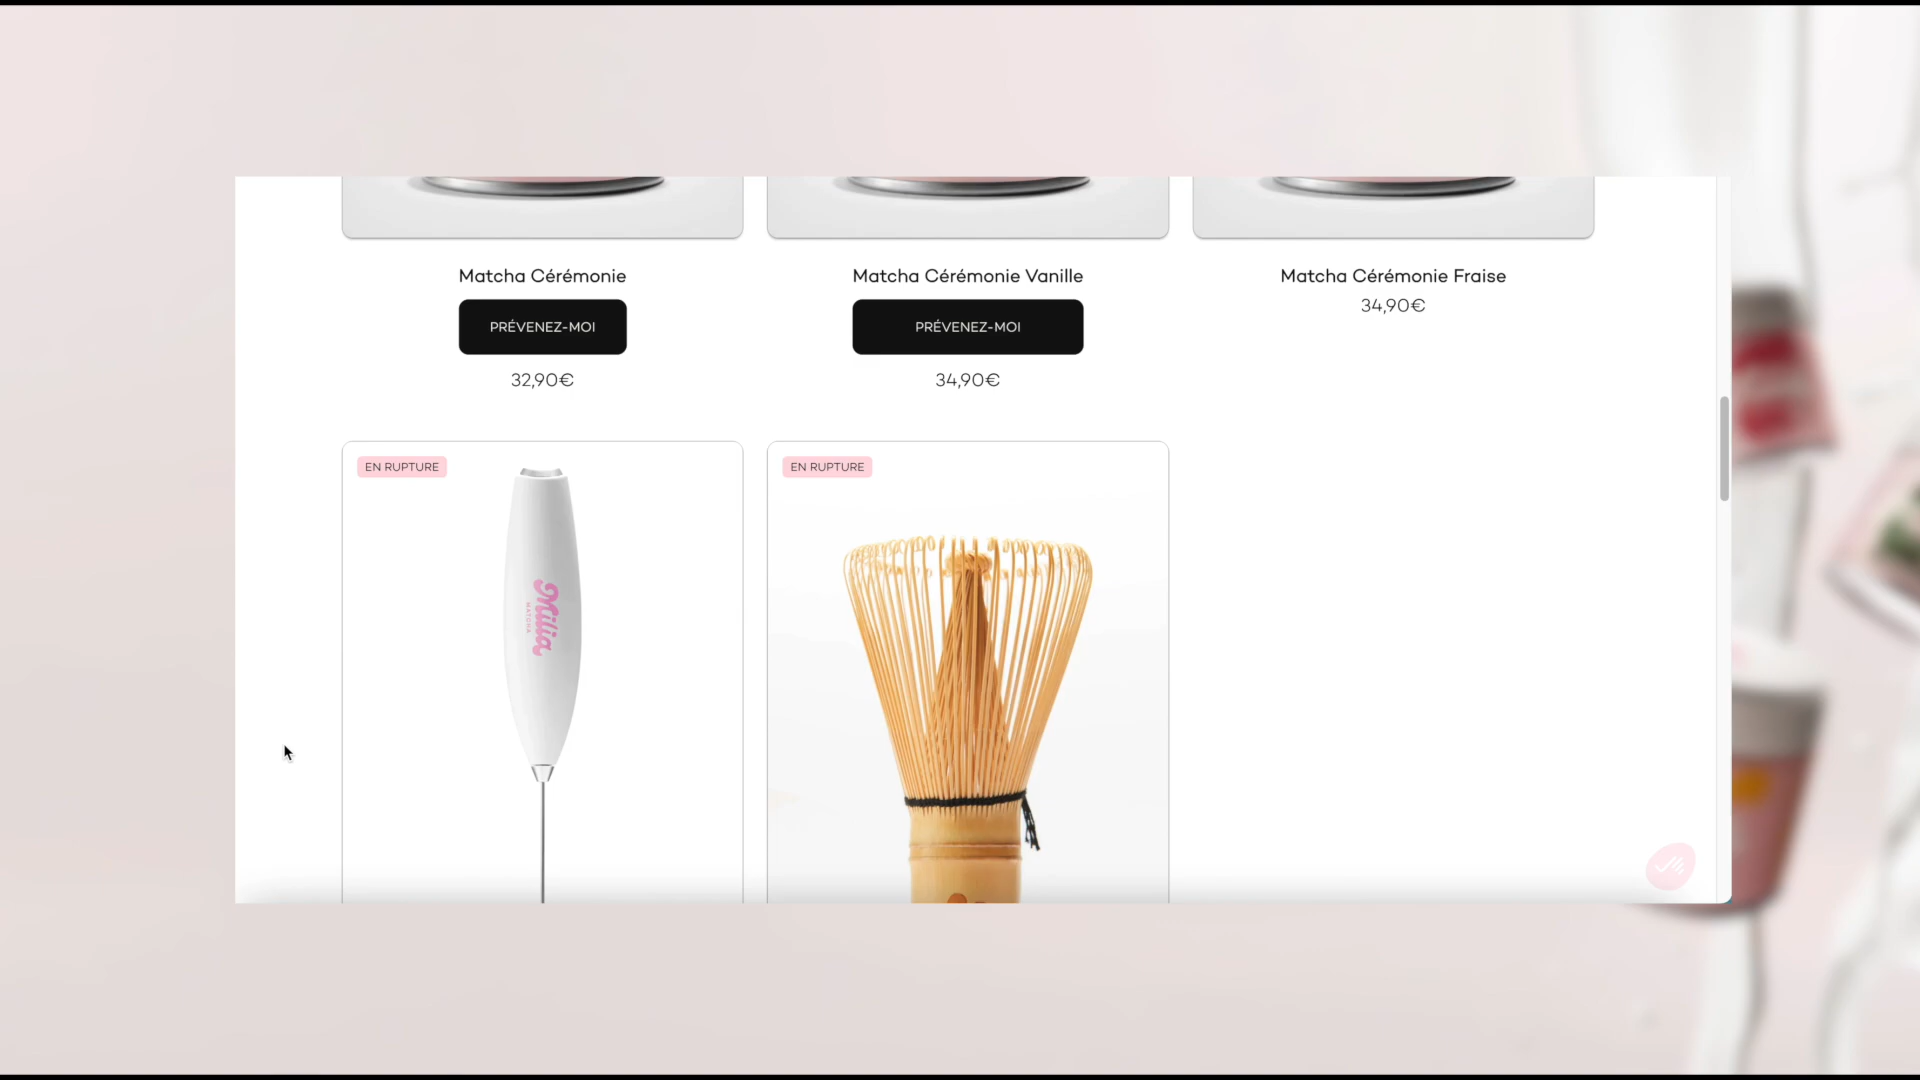 Matcha Cérémonie
Matcha Cérémonie Vanille
Matcha Cérémonie Fraise
PRÉVENEZ-MOI
PRÉVENEZ-MOI
34,90€
32,90€
34,90€
EN RUPTURE
EN RUPTURE
Milia
MATCHA